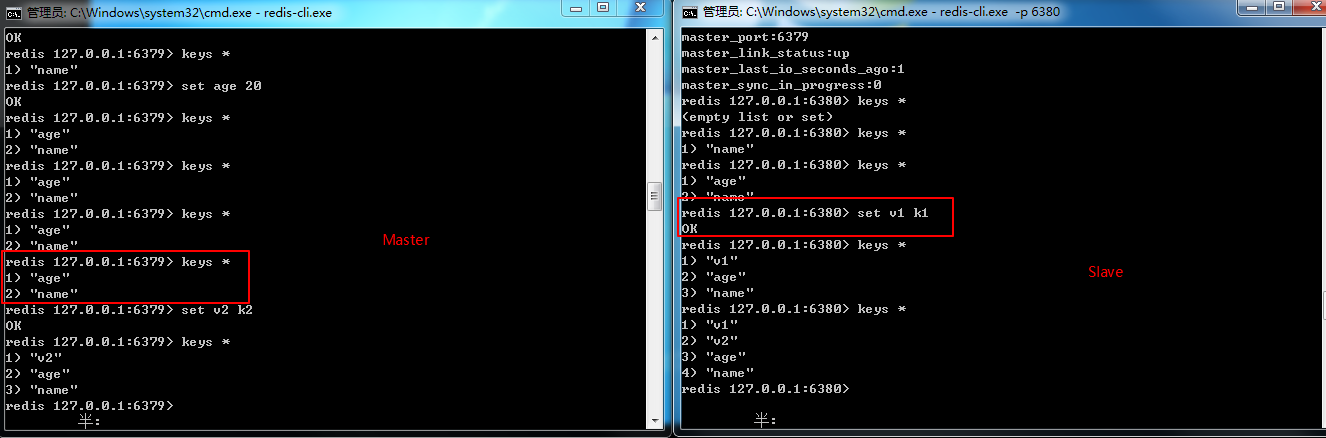 管理员: C:\Windows\system32\cmd.exe - redis-cli.exe
OK
redis 127.0.0.1:6379> keys *
1) "name"
redis 127.0.0.1:6379> set age 20
OK
redis 127.0.0.1:6379> keys *
1) "age"
2) "name"
redis 127.0.0.1:6379> keys *
1) "age"
2) "name"
redis 127.0.0.1:6379> keys *
1) "age"
2) "name"
redis 127.0.0.1:6379> keys *
1) "age"
2) "name"
redis 127.0.0.1:6379> set v2 k2
OK
redis 127.0.0.1:6379> keys *
1) "v2"
2) "age"
3) "name"
redis 127.0.0.1:6379>
半:
Master
管理员: C:\Windows\system32\cmd.exe - redis-cli.exe -p 6380
master_port:6379
master_link_status:up
master_last_io_seconds_ago:1
master_sync_in_progress:0
redis 127.0.0.1:6380> keys *
(empty list or set)
redis 127.0.0.1:6380> keys *
1) "name"
redis 127.0.0.1:6380> keys *
1) "age"
2) "name"
redis 127.0.0.1:6380> set v1 k1
OK
redis 127.0.0.1:6380> keys *
1) "v1"
2) "age"
3) "name"
redis 127.0.0.1:6380> keys *
1) "v1"
2) "v2"
3) "age"
4) "name"
redis 127.0.0.1:6380>
半:
Slave